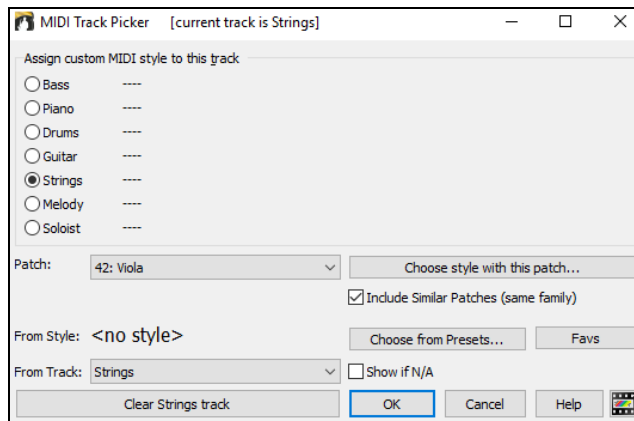 MIDI Track Picker [current track is Strings]
Assign custom MIDI style to this track
Bass ----
Piano ----
Drums ----
Guitar ----
Strings ----
Melody ----
Soloist ----
Patch: 42: Viola Choose style with this patch...
Include Similar Patches (same family)
From Style: <no style> Choose from Presets... Favs
From Track: Strings Show if N/A
Clear Strings track OK Cancel Help